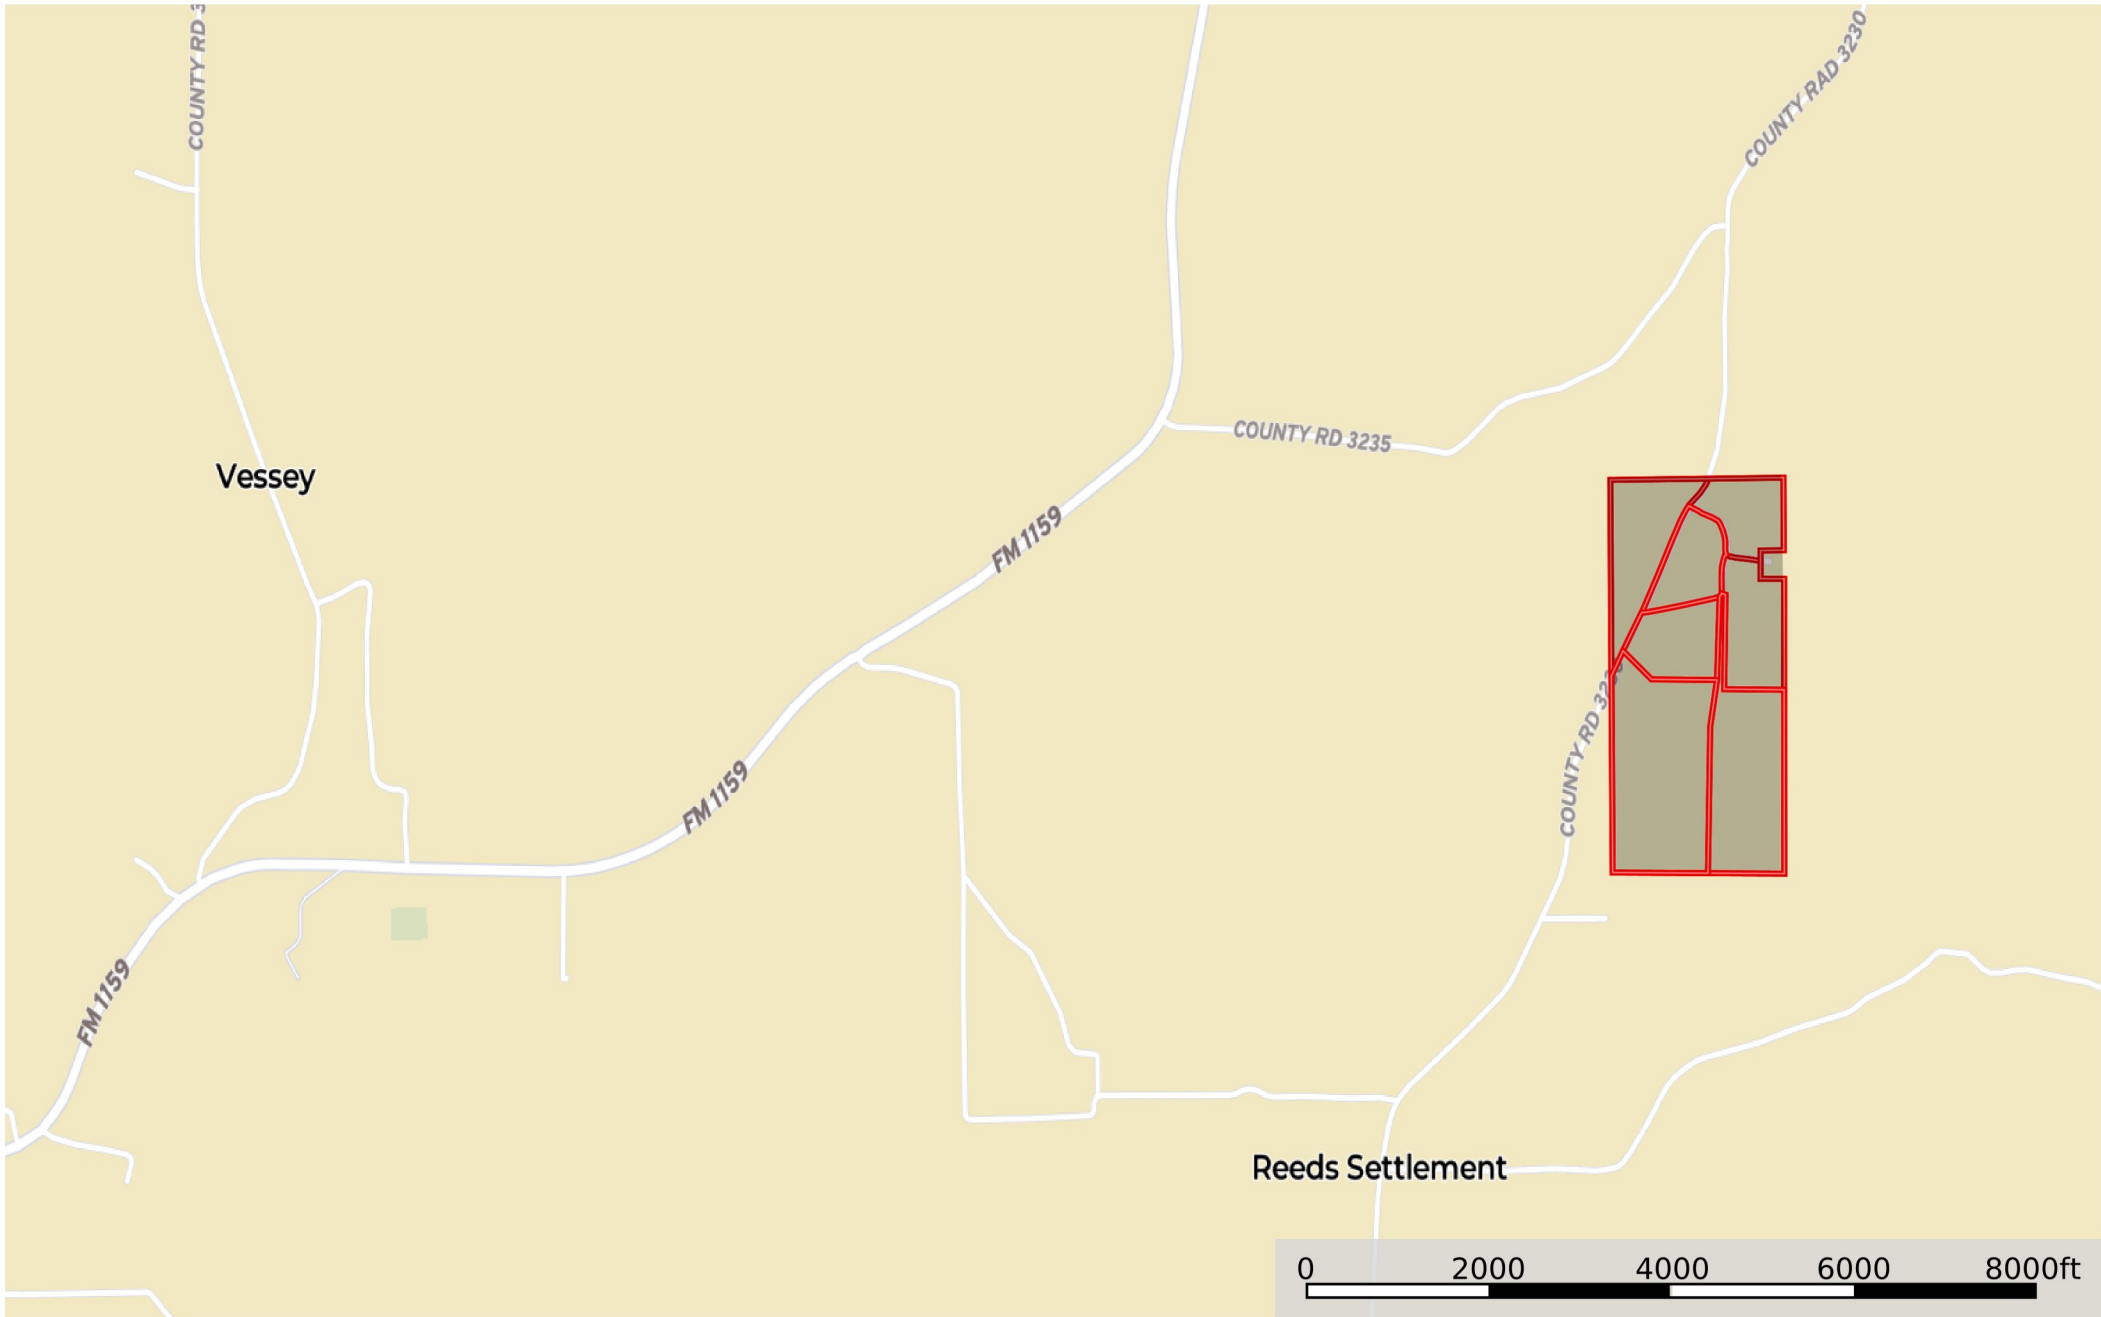 COUNTY RD 3
COUNTY RAD 3230
COUNTY RD 3235
Vessey
FM 1159
COUNTY RD
FM 1159
FM 1159
Reeds Settlement
0 2000 4000 6000 8000ft